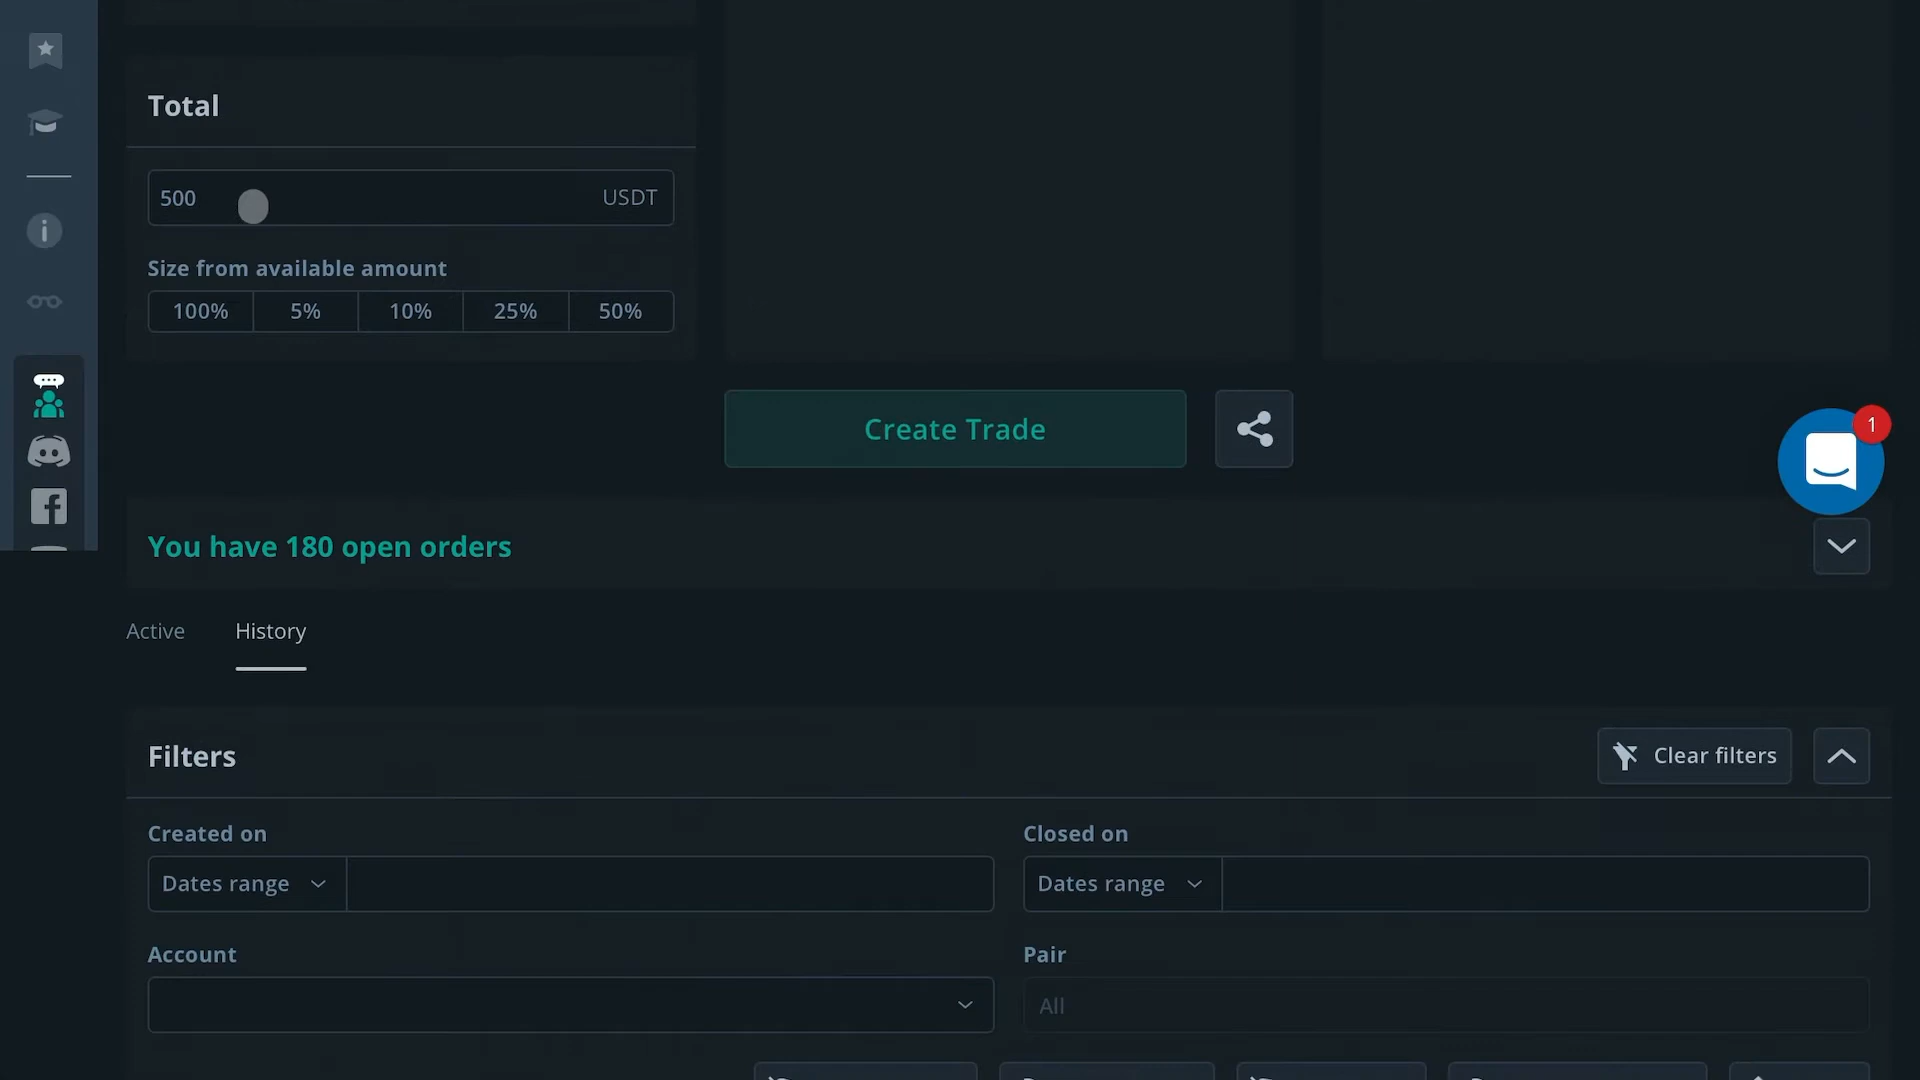 Total
500 USDT
Size from available amount
100% 5% 10% 25% 50%
Create Trade
1
You have 180 open orders
Active History
Filters Clear filters
Created on Closed on
Dates range Dates range
Account Pair
All